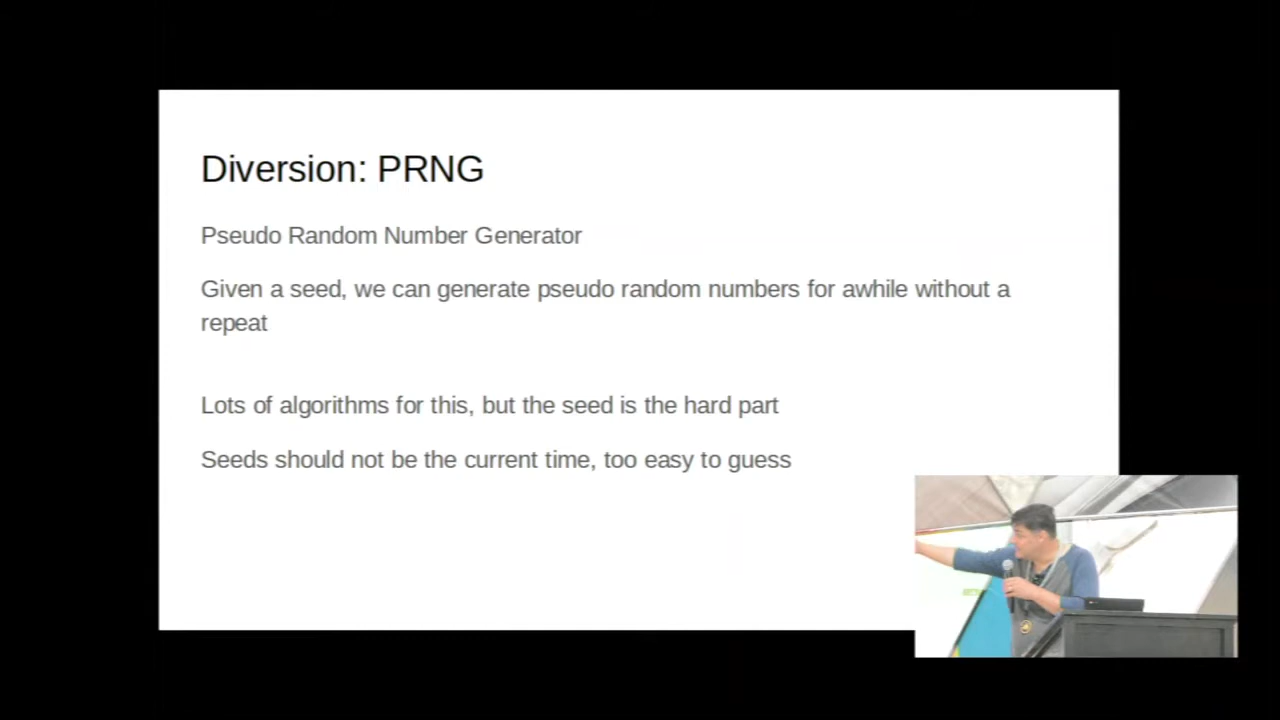 Diversion: PRNG
Pseudo Random Number Generator
Given a seed, we can generate pseudo random numbers for awhile without a
repeat
Lots of algorithms for this, but the seed is the hard part
Seeds should not be the current time, too easy to guess